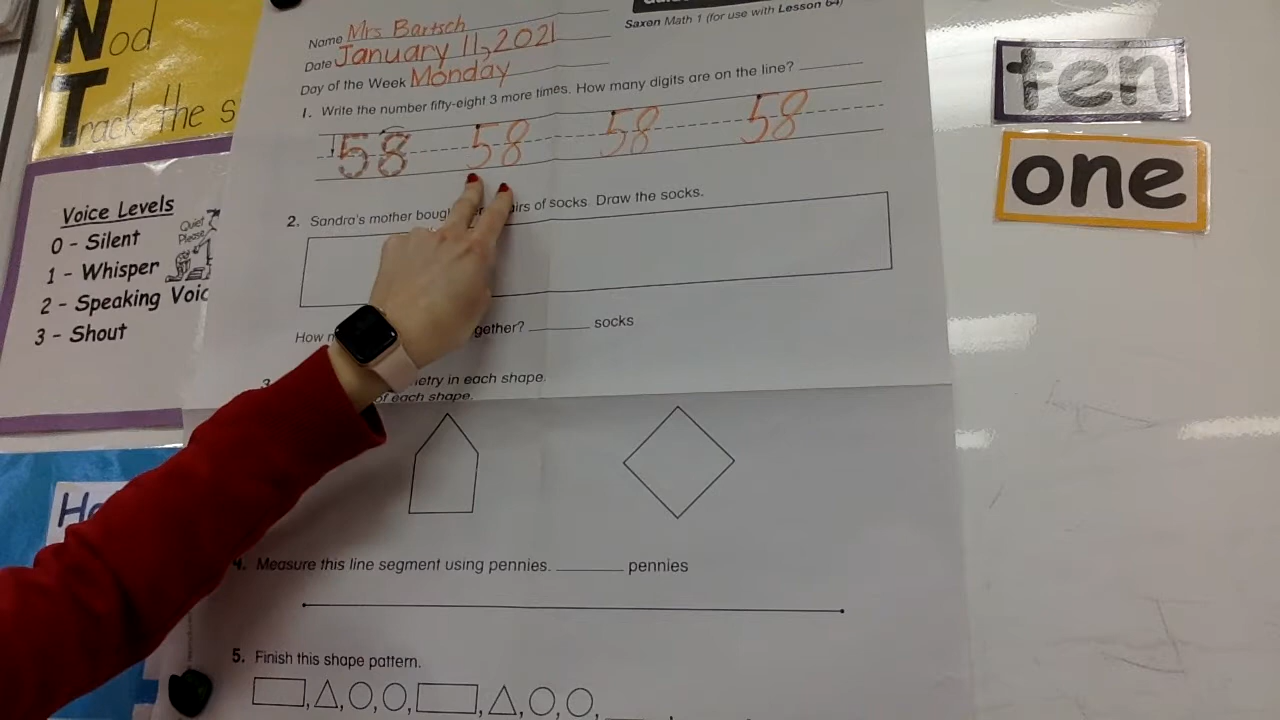 Nod
Track the s
Voice Levels
Quiet Please
0 - Silent
1 - Whisper
2 - Speaking Voic
3 - Shout
Saxon Math 1 (for use with Lesson 64)
Name Mrs Bartsch
Date January 11, 2021
Day of the Week Monday
1. Write the number fifty-eight 3 more times. How many digits are on the line?
58 58 58 58
2. Sandra's mother boug airs of socks. Draw the socks.
How gether? socks
3. etry in each shape.
of each shape.
4. Measure this line segment using pennies. pennies
5. Finish this shape pattern.
ten
one